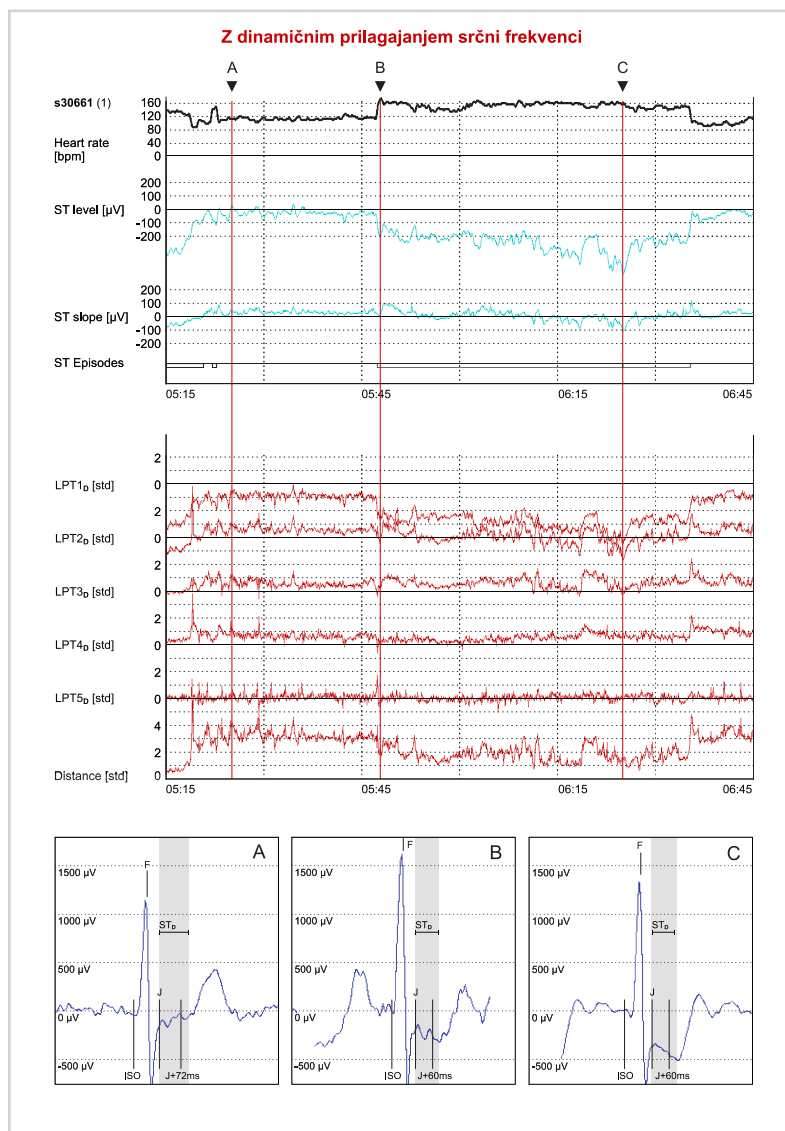 Z dinamičnim prilagajanjem srčni frekvenci
A B C
s30661 (1)
160
120
80
40
0
Heart rate
[bpm]
200
100
0
-100
-200
ST level [µV]
200
100
0
-100
-200
ST slope [µV]
ST Episodes
05:15 05:45 06:15 06:45
2
0
LPT1D [std]
2
0
LPT2D [std]
2
0
LPT3D [std]
2
0
LPT4D [std]
2
0
LPT5D [std]
4
2
0
Distance [std]
05:15 05:45 06:15 06:45
A
F
1500 µV
1000 µV
STD
500 µV
J
0 µV
-500 µV
ISO J+72ms
B
F
1500 µV
1000 µV
STD
500 µV
J
0 µV
-500 µV
ISO J+60ms
C
F
1500 µV
1000 µV
STD
500 µV
J
0 µV
-500 µV
ISO J+60ms